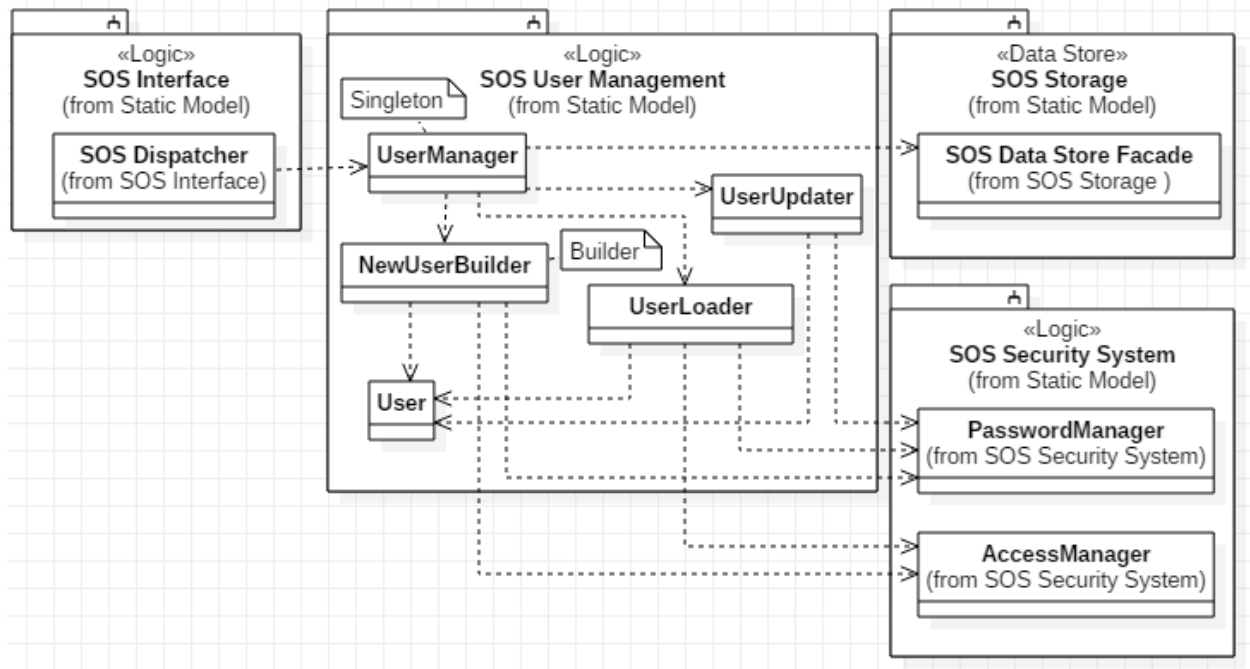 «Logic»
SOS Interface
(from Static Model)
SOS Dispatcher
(from SOS Interface)
«Logic»
SOS User Management
(from Static Model)
Singleton
UserManager
UserUpdater
NewUserBuilder
Builder
UserLoader
User
«Data Store»
SOS Storage
(from Static Model)
SOS Data Store Facade
(from SOS Storage )
«Logic»
SOS Security System
(from Static Model)
PasswordManager
(from SOS Security System)
AccessManager
(from SOS Security System)